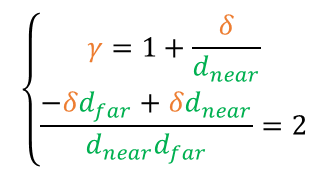 γ = 1 + δ/d_near
(-δd_far + δd_near)/(d_near d_far) = 2